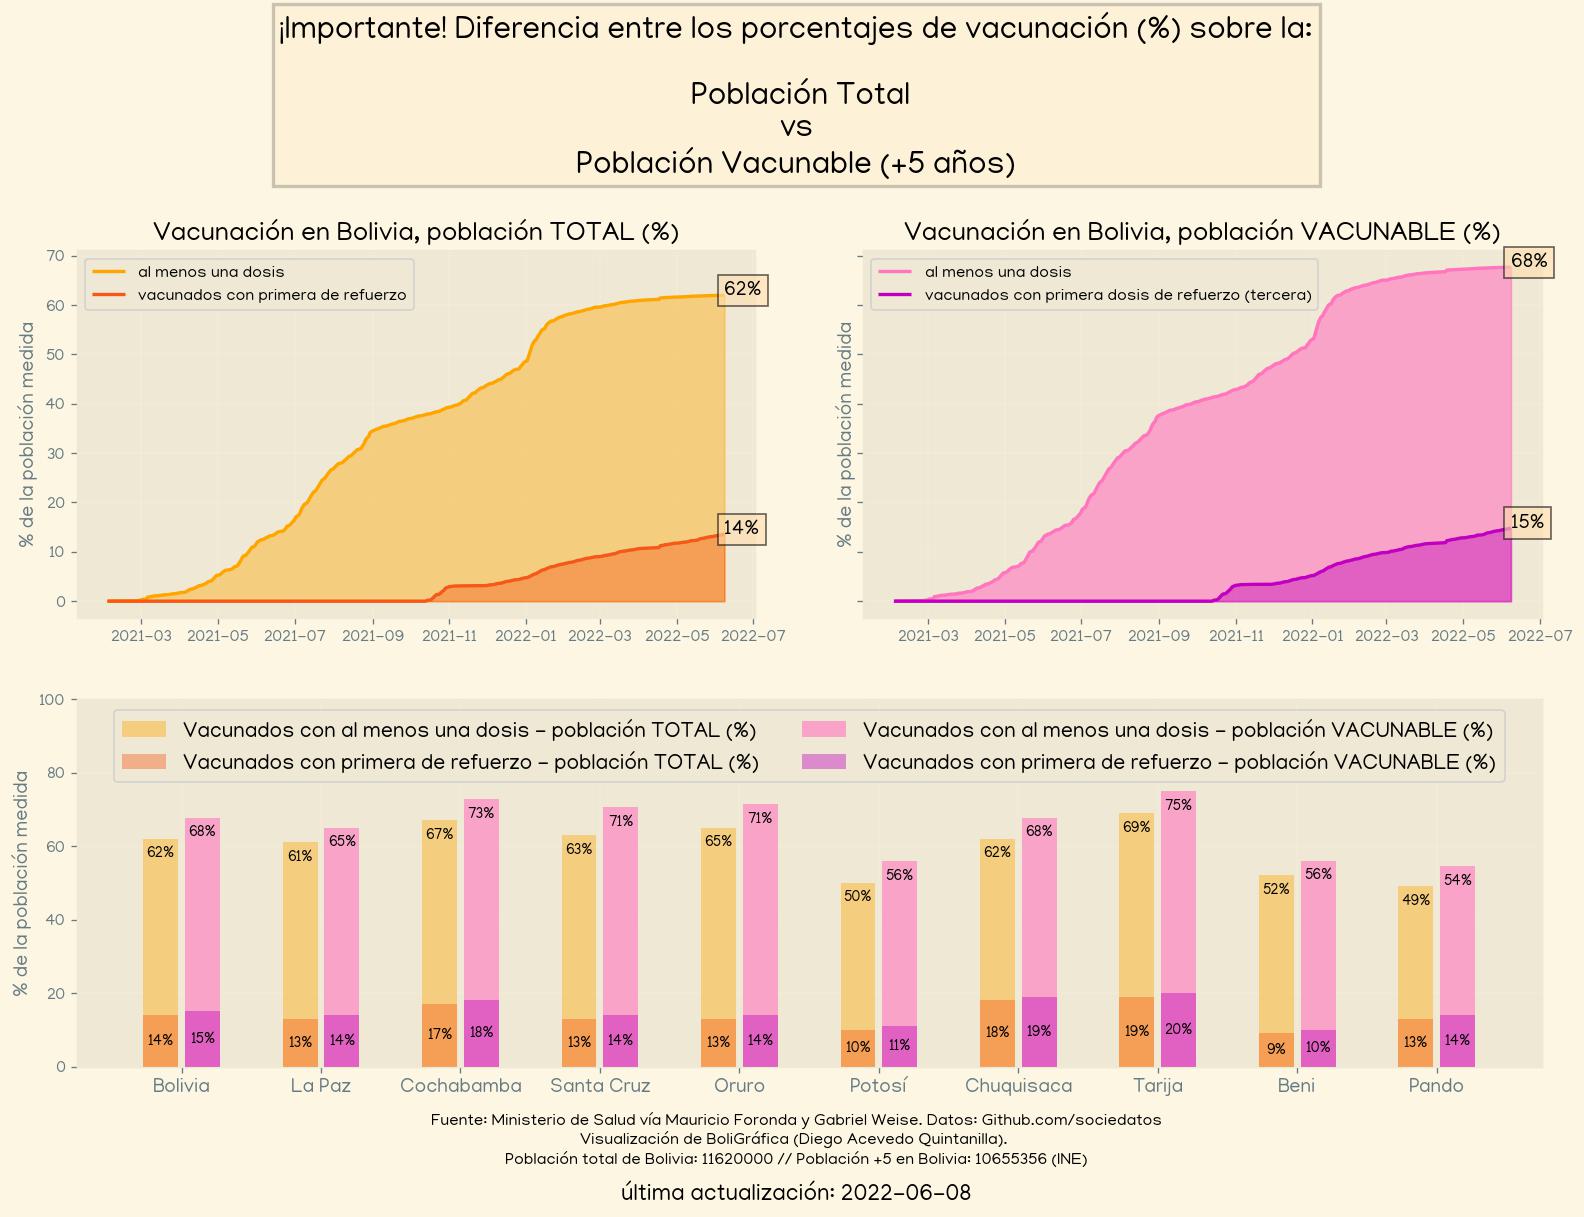 ¡Importante! Diferencia entre los porcentajes de vacunación (%) sobre la:
Población Total
vs
Población Vacunable (+5 años)
Vacunación en Bolivia, población TOTAL (%)
al menos una dosis
vacunados con primera de refuerzo
% de la población medida
70
60
50
40
30
20
10
0
62%
14%
2021-03 2021-05 2021-07 2021-09 2021-11 2022-01 2022-03 2022-05 2022-07
Vacunación en Bolivia, población VACUNABLE (%)
al menos una dosis
vacunados con primera dosis de refuerzo (tercera)
% de la población medida
68%
15%
2021-03 2021-05 2021-07 2021-09 2021-11 2022-01 2022-03 2022-05 2022-07
Vacunados con al menos una dosis - población TOTAL (%)
Vacunados con primera de refuerzo - población TOTAL (%)
Vacunados con al menos una dosis - población VACUNABLE (%)
Vacunados con primera de refuerzo - población VACUNABLE (%)
% de la población medida
100
80
60
40
20
0
62% 68% 61% 65% 67% 73% 63% 71% 65% 71% 50% 56% 62% 68% 69% 75% 52% 56% 49% 54%
14% 15% 13% 14% 17% 18% 13% 14% 13% 14% 10% 11% 18% 19% 19% 20% 9% 10% 13% 14%
Bolivia La Paz Cochabamba Santa Cruz Oruro Potosí Chuquisaca Tarija Beni Pando
Fuente: Ministerio de Salud vía Mauricio Foronda y Gabriel Weise. Datos: Github.com/sociedatos
Visualización de BoliGráfica (Diego Acevedo Quintanilla).
Población total de Bolivia: 11620000 // Población +5 en Bolivia: 10655356 (INE)
última actualización: 2022-06-08